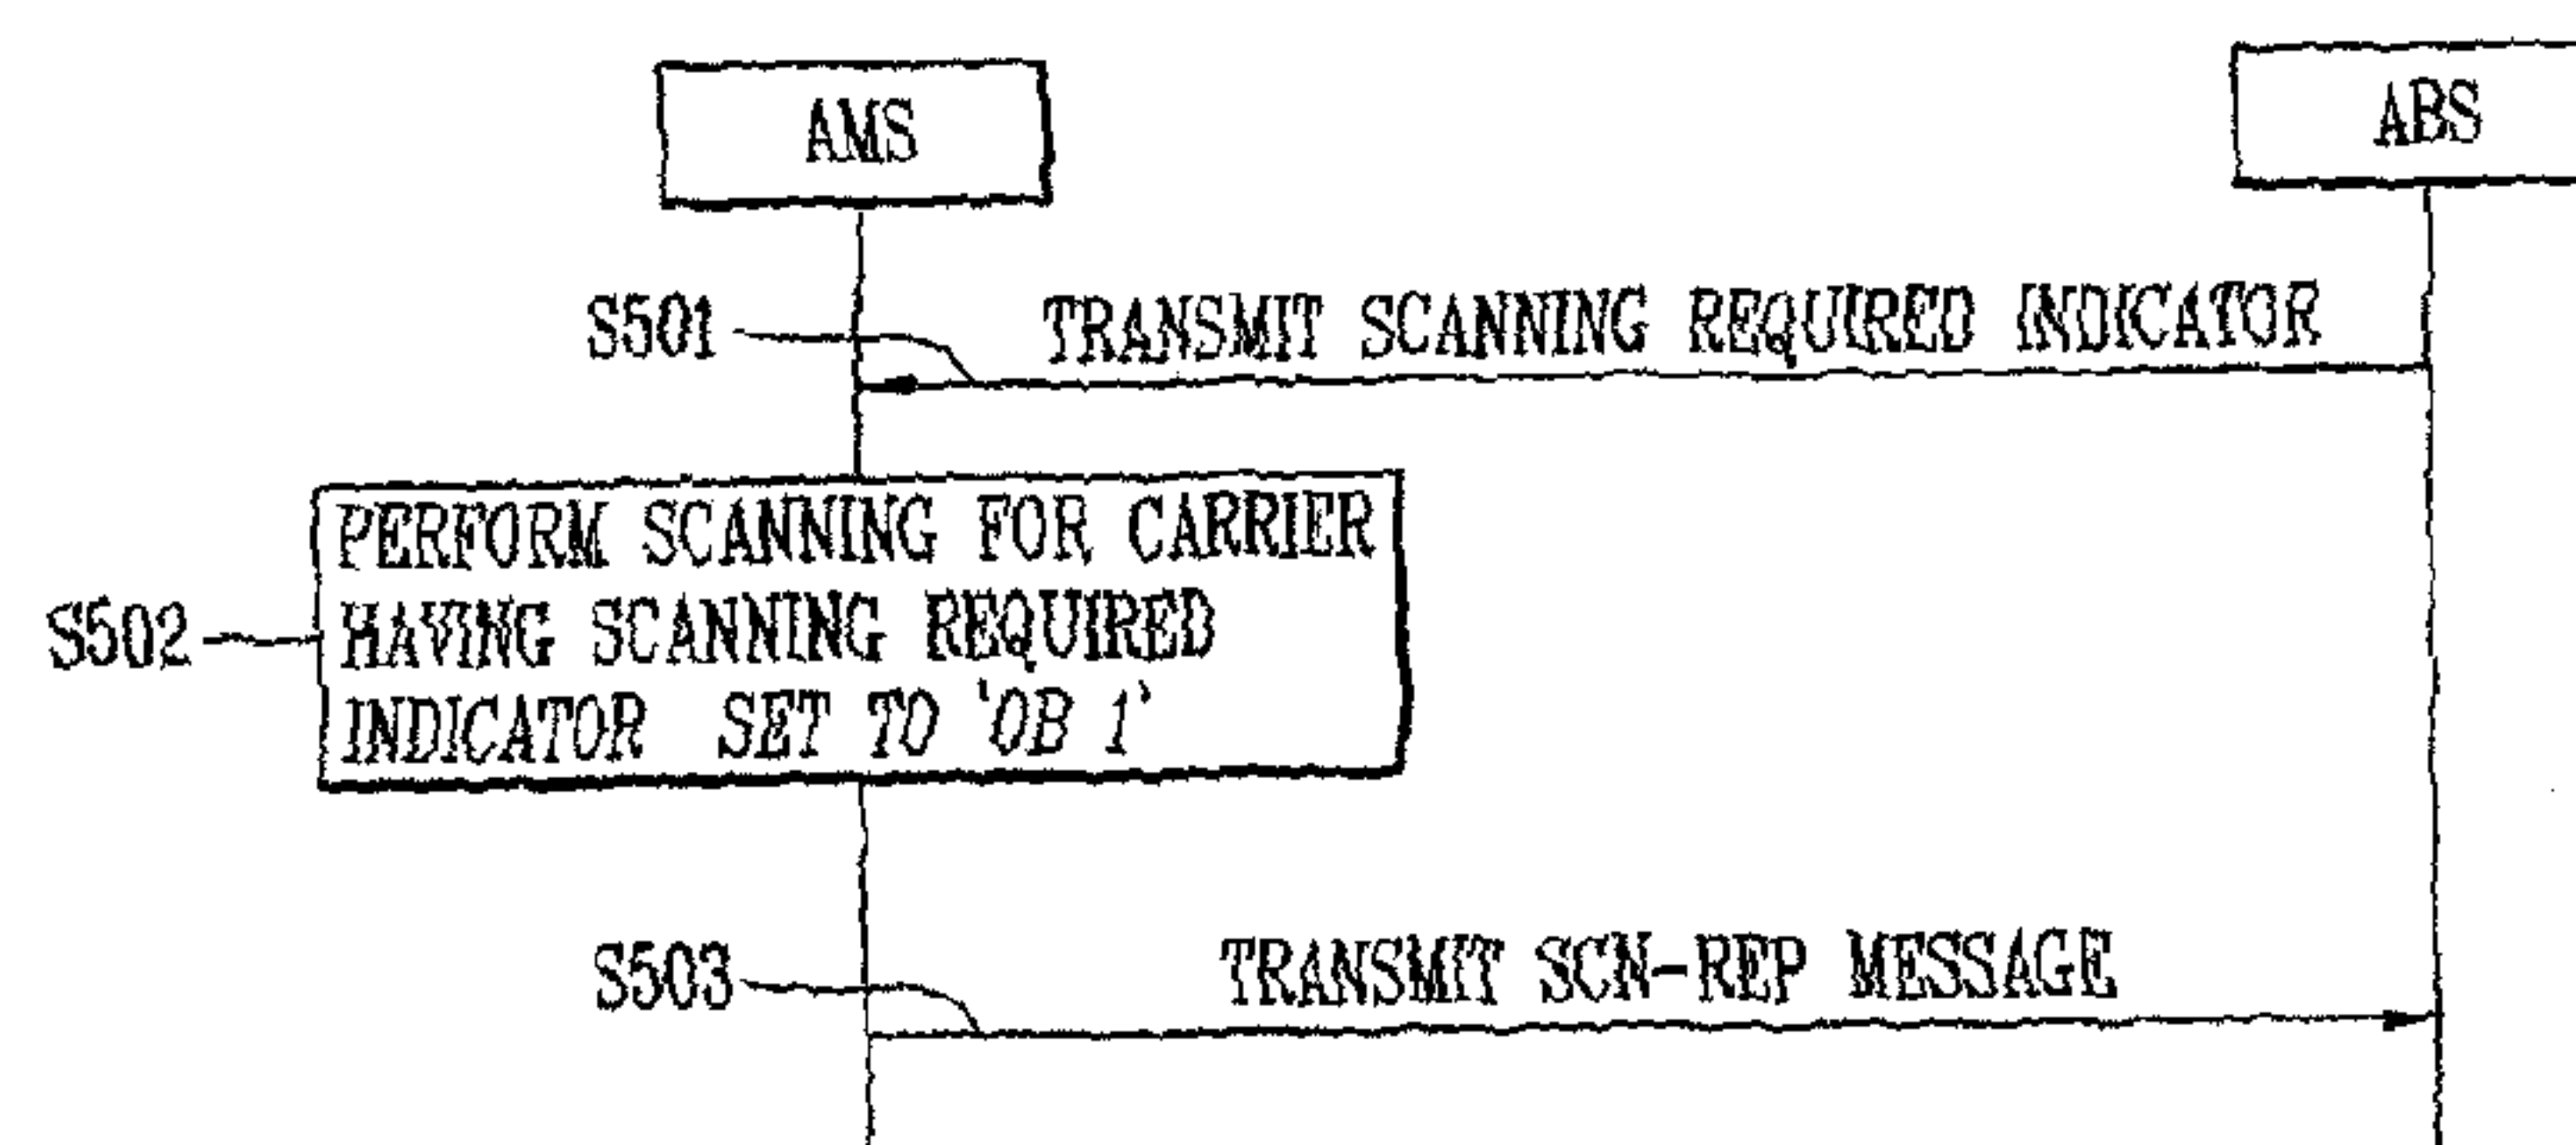 AMS
ABS
S501
TRANSMIT SCANNING REQUIRED INDICATOR
PERFORM SCANNING FOR CARRIER
S502
HAVING SCANNING REQUIRED
INDICATOR SET TO 'OB 1'
S503
TRANSMIT SCN-REP MESSAGE